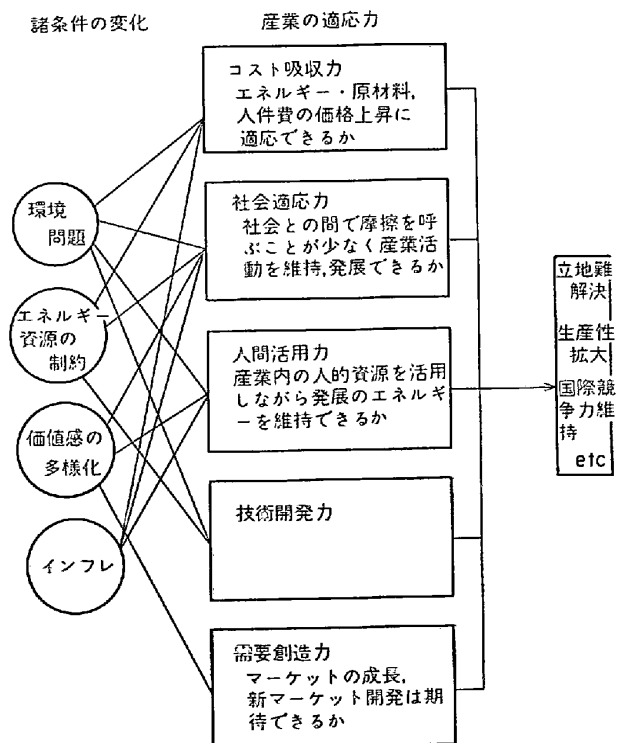 諸条件の変化
産業の適応力
コスト吸収力
エネルギー・原材料,
人件費の価格上昇に
適応できるか
環境
問題
社会適応力
社会との間で摩擦を呼
ぶことが少なく産業活
動を維持,発展できるか
エネルギー
資源の
制約
人間活用力
産業内の人的資源を活用
しながら発展のエネルギ
ーを維持できるか
価値感の
多様化
技術開発力
インフレ
需要創造力
マーケットの成長,
新マーケット開発は期
待できるか
立地難
解決
生産性
拡大
国際競
争力維
持
etc